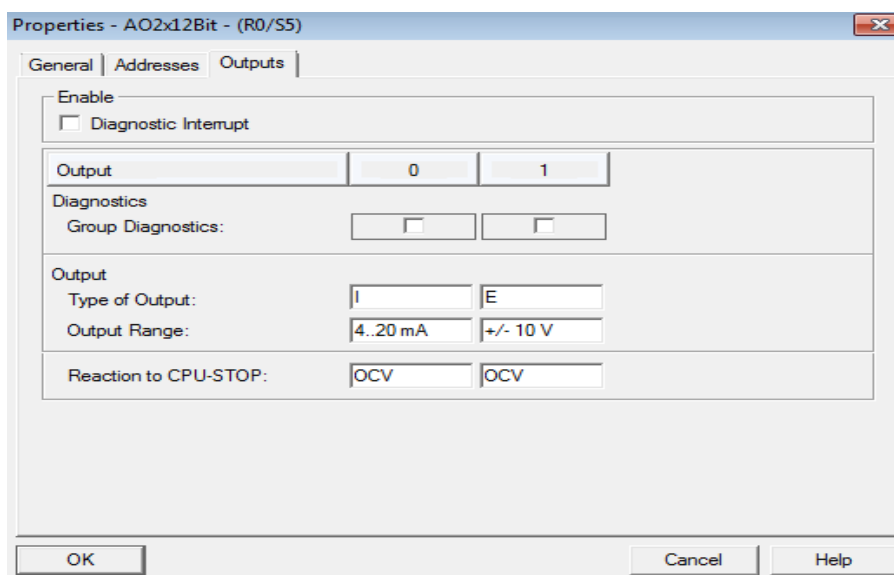 Properties - AO2x12Bit - (R0/S5)
General Addresses Outputs
Enable
Diagnostic Interrupt
Output 0 1
Diagnostics
Group Diagnostics:
Output
Type of Output: I E
Output Range: 4..20 mA +/- 10 V
Reaction to CPU-STOP: OCV OCV
OK Cancel Help